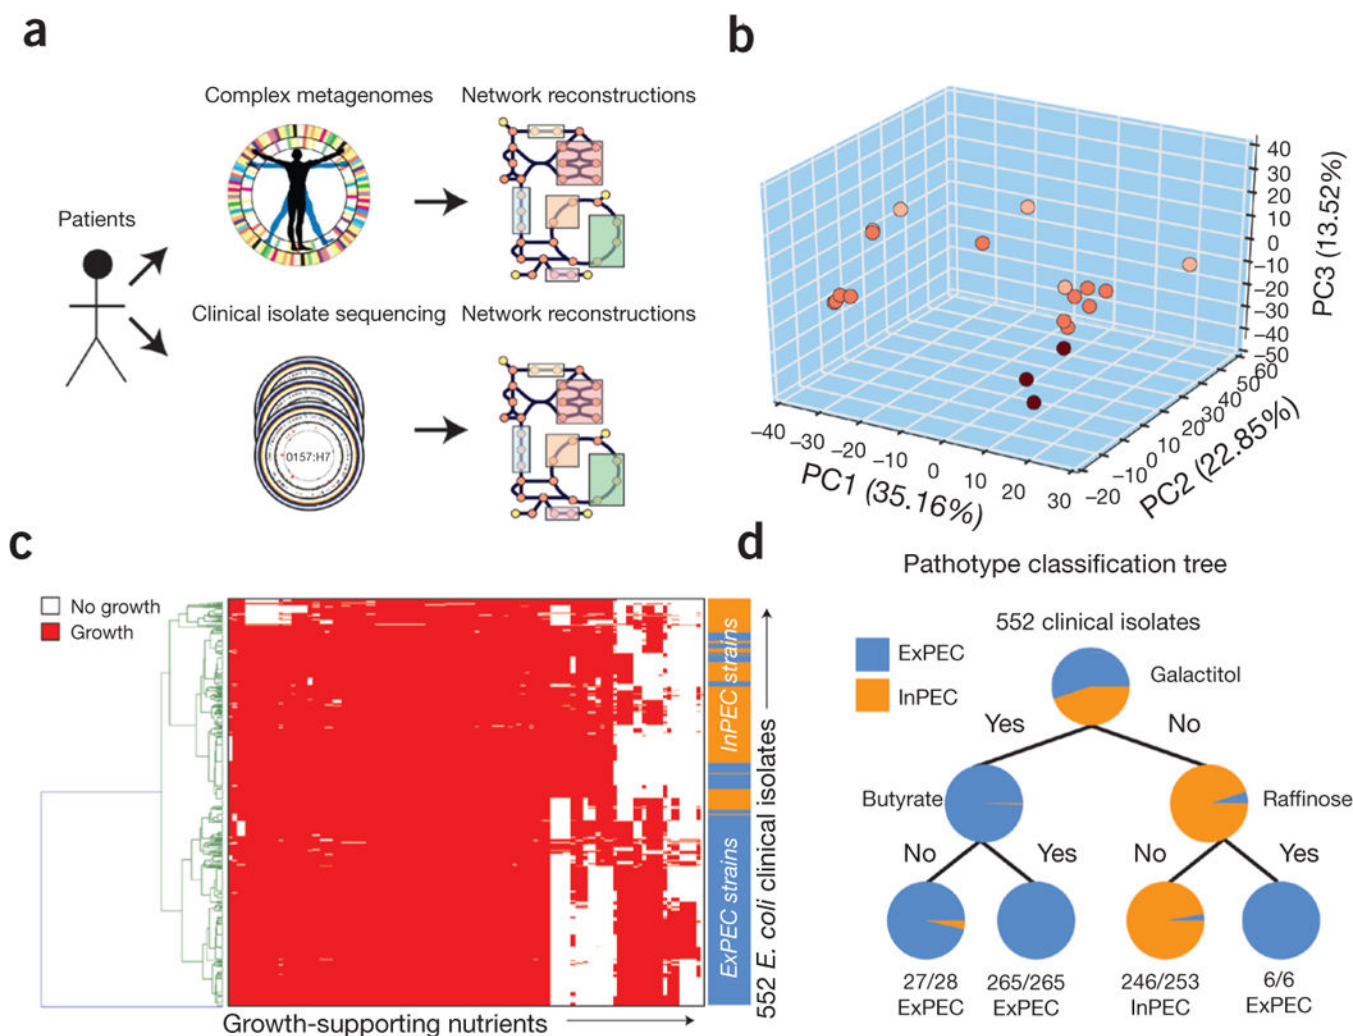 a
Complex metagenomes
Network reconstructions
Patients
Clinical isolate sequencing
Network reconstructions
0157:H7
b
40
30
20
10
0
−10
−20
−30
−40
−50
PC3 (13.52%)
−40
−30
−20
−10
0
10
20
30
PC1 (35.16%)
−20
−10
0
10
20
30
40
50
60
PC2 (22.85%)
c
No growth
Growth
InPEC strains
ExPEC strains
552 E. coli clinical isolates
Growth-supporting nutrients
d
Pathotype classification tree
552 clinical isolates
ExPEC
InPEC
Galactitol
Yes
No
Butyrate
Raffinose
No
Yes
No
Yes
27/28
ExPEC
265/265
ExPEC
246/253
InPEC
6/6
ExPEC